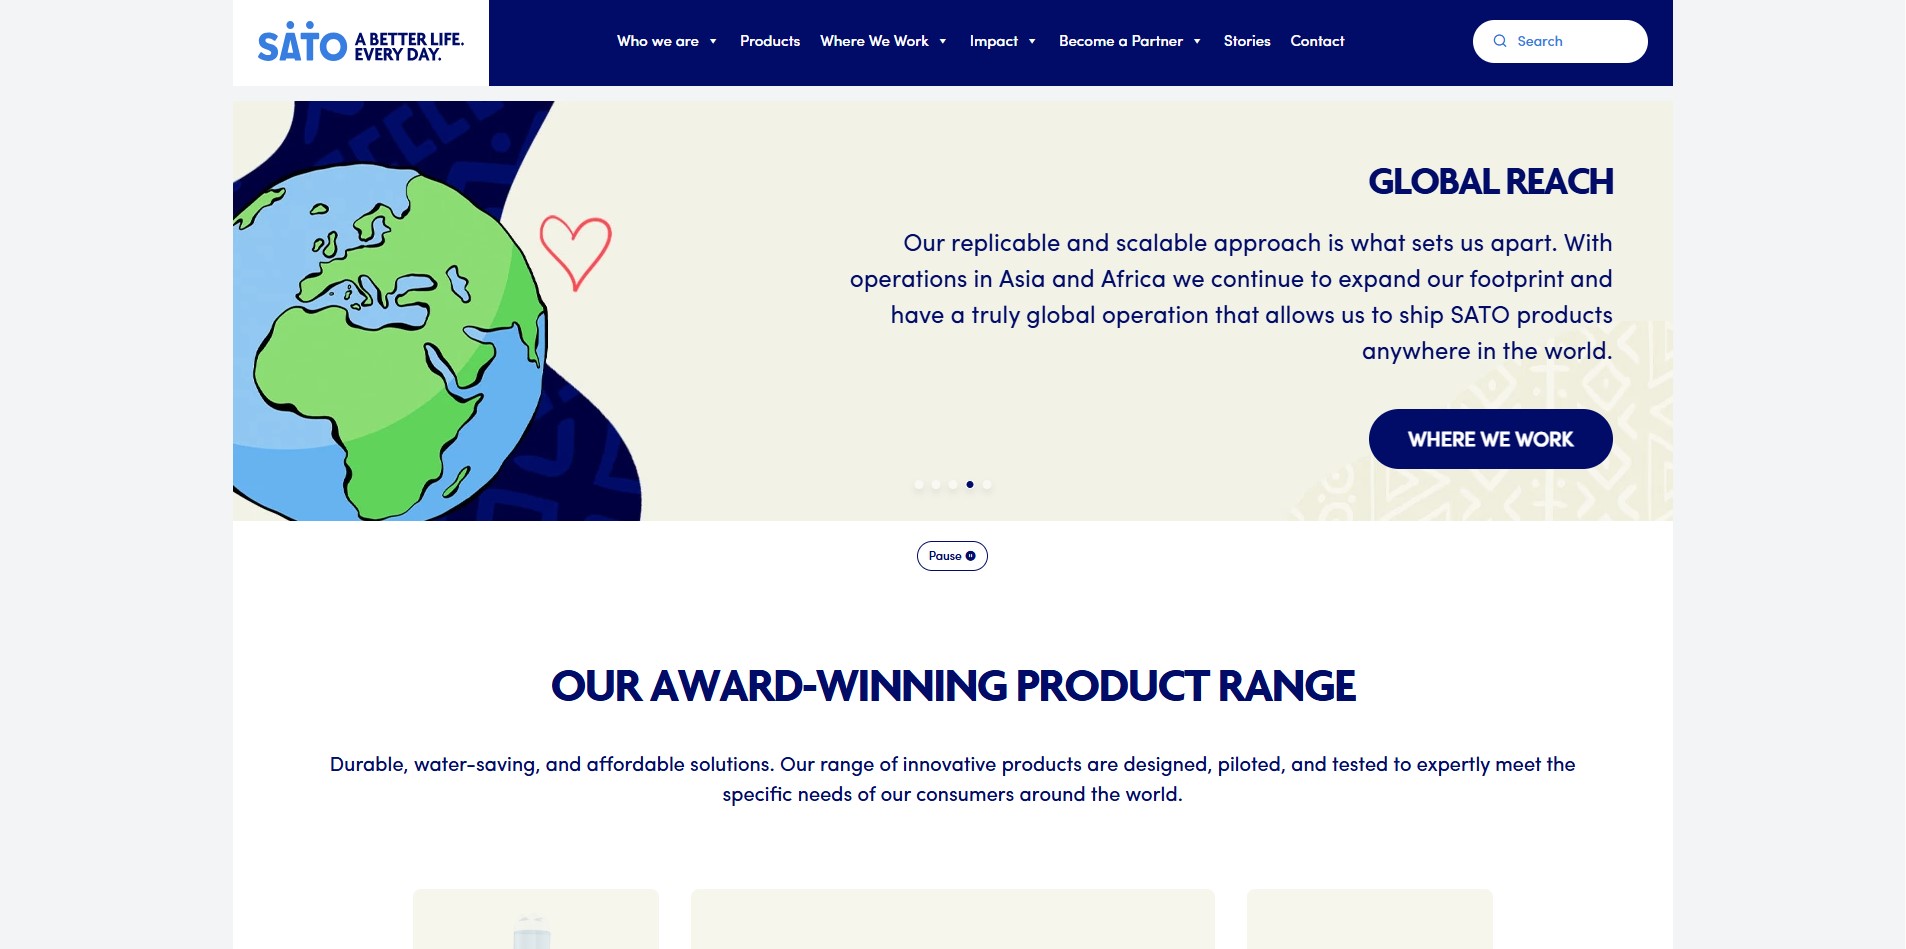 SATO A BETTER LIFE.
EVERY DAY.
Who we are
Products
Where We Work
Impact
Become a Partner
Stories
Contact
Search
GLOBAL REACH
Our replicable and scalable approach is what sets us apart. With
operations in Asia and Africa we continue to expand our footprint and
have a truly global operation that allows us to ship SATO products
anywhere in the world.
WHERE WE WORK
Pause
OUR AWARD-WINNING PRODUCT RANGE
Durable, water-saving, and affordable solutions. Our range of innovative products are designed, piloted, and tested to expertly meet the
specific needs of our consumers around the world.